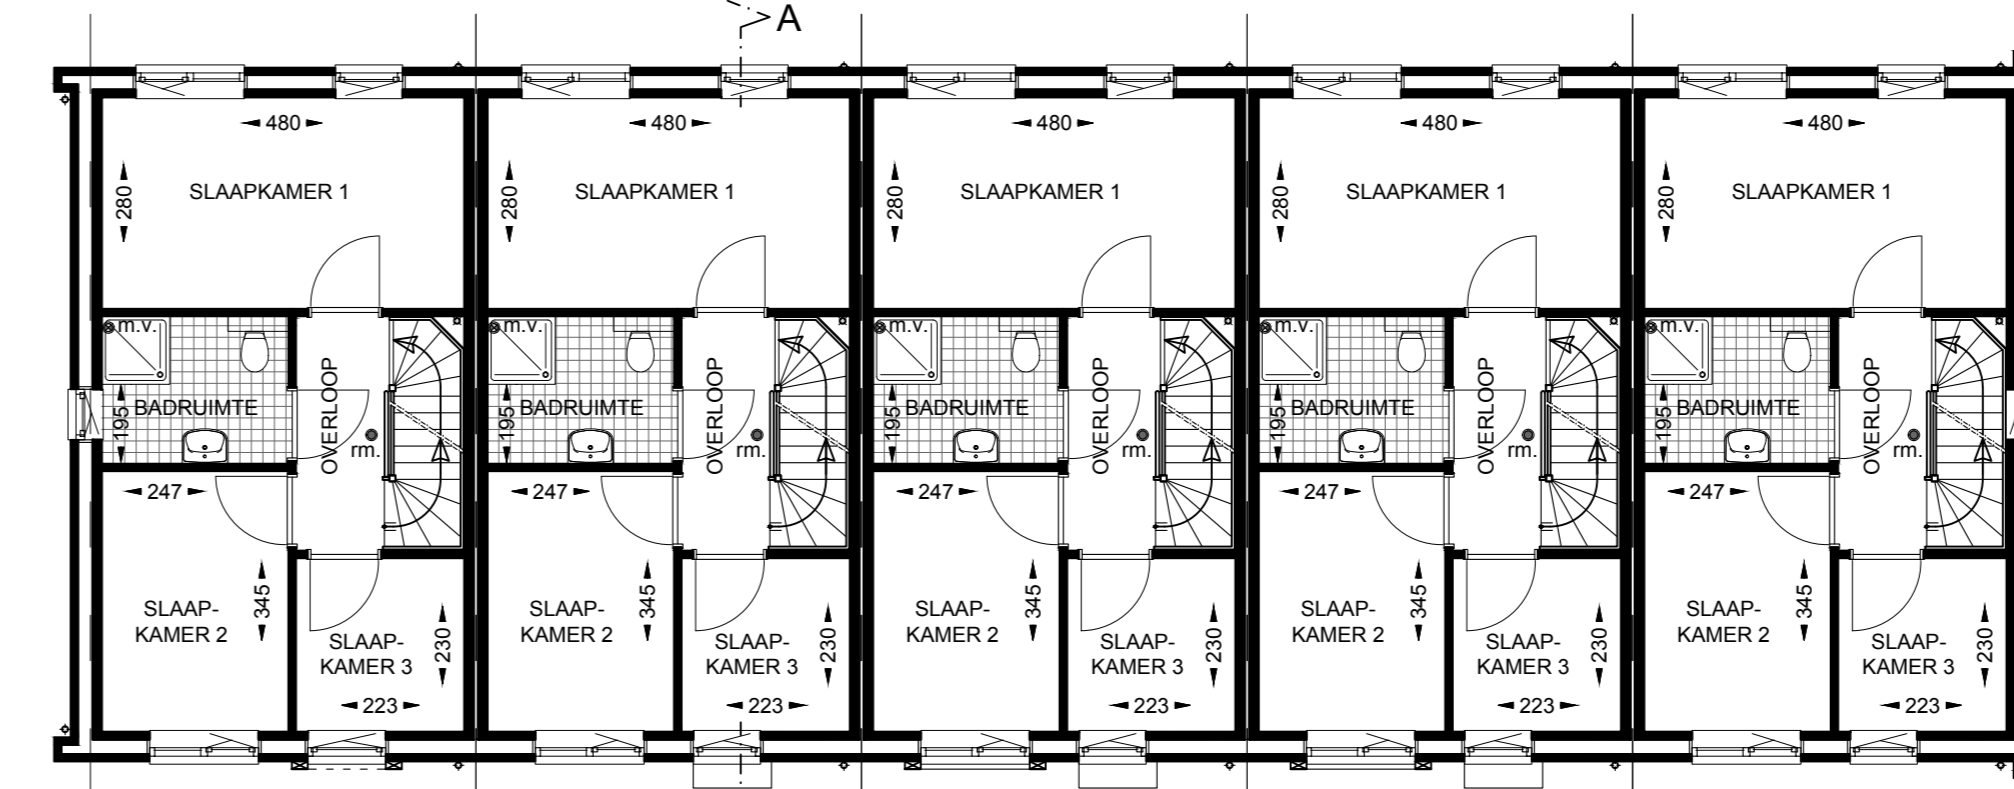 A
480
280
SLAAPKAMER 1
m.v.
195
BADRUIMTE
OVERLOOP
rm.
247
345
SLAAP-
KAMER 2
SLAAP-
KAMER 3
230
223
480
280
SLAAPKAMER 1
m.v.
195
BADRUIMTE
OVERLOOP
rm.
247
345
SLAAP-
KAMER 2
SLAAP-
KAMER 3
230
223
480
280
SLAAPKAMER 1
m.v.
195
BADRUIMTE
OVERLOOP
rm.
247
345
SLAAP-
KAMER 2
SLAAP-
KAMER 3
230
223
480
280
SLAAPKAMER 1
m.v.
195
BADRUIMTE
OVERLOOP
rm.
247
345
SLAAP-
KAMER 2
SLAAP-
KAMER 3
230
223
480
280
SLAAPKAMER 1
m.v.
195
BADRUIMTE
OVERLOOP
rm.
247
345
SLAAP-
KAMER 2
SLAAP-
KAMER 3
230
223